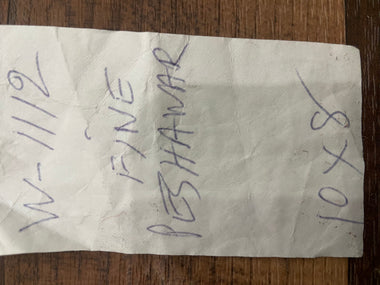 W-1112
FINE
PESHAWAR
10 X 8